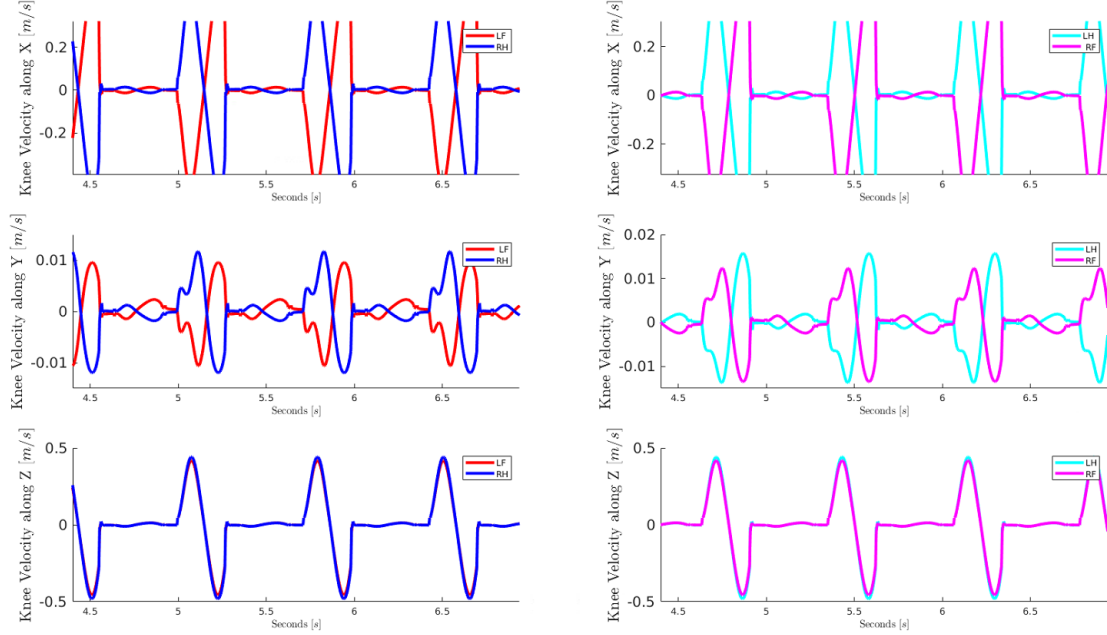 Knee Velocity along X [m/s]
0.2
0
-0.2
4.5 5 5.5 6 6.5
Seconds [s]
LF
RH
Knee Velocity along X [m/s]
0.2
0
-0.2
4.5 5 5.5 6 6.5
Seconds [s]
LH
RF
Knee Velocity along Y [m/s]
0.01
0
-0.01
4.5 5 5.5 6 6.5
Seconds [s]
LF
RH
Knee Velocity along Y [m/s]
0.02
0.01
0
-0.01
4.5 5 5.5 6 6.5
Seconds [s]
LH
RF
Knee Velocity along Z [m/s]
0.5
0
-0.5
4.5 5 5.5 6 6.5
Seconds [s]
LF
RH
Knee Velocity along Z [m/s]
0.5
0
-0.5
4.5 5 5.5 6 6.5
Seconds [s]
LH
RF